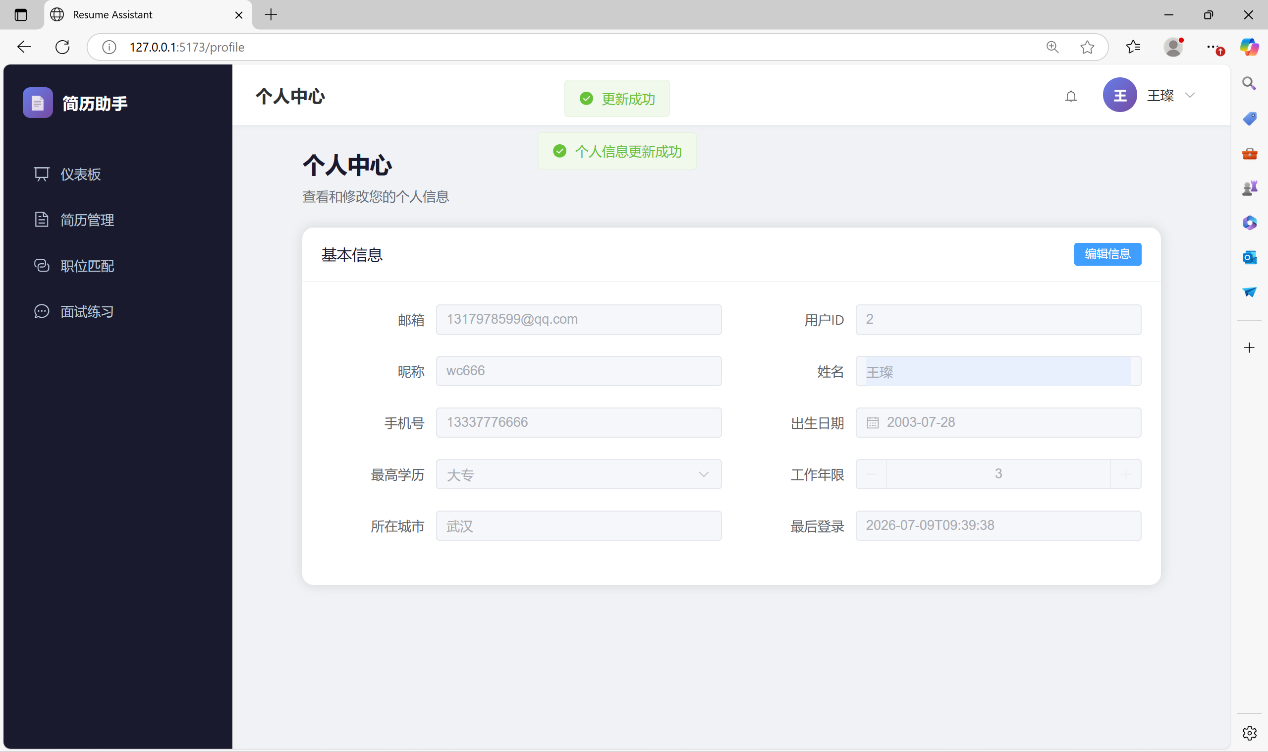 Resume Assistant
127.0.0.1:5173/profile
简历助手
仪表板
简历管理
职位匹配
面试练习
个人中心
更新成功
王 王璨
个人信息更新成功
个人中心
查看和修改您的个人信息
基本信息 编辑信息
邮箱 1317978599@qq.com 用户ID 2
昵称 wc666 姓名 王璨
手机号 13337776666 出生日期 2003-07-28
最高学历 大专 工作年限 3
所在城市 武汉 最后登录 2026-07-09T09:39:38